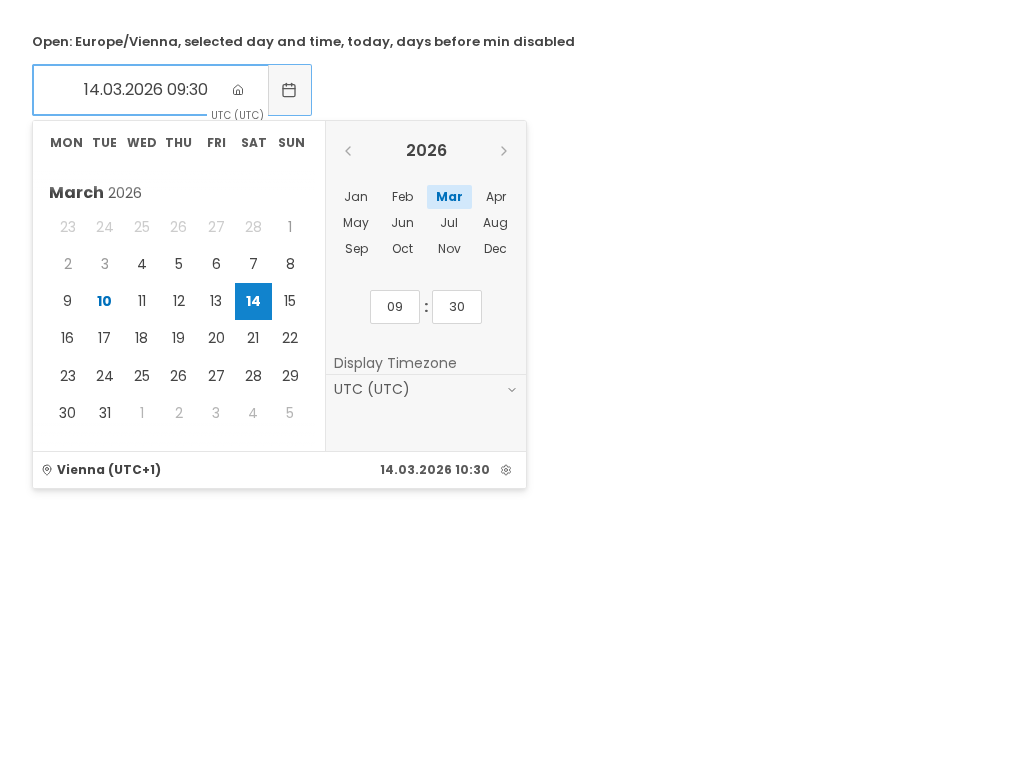 Open: Europe/Vienna, selected day and time, today, days before min disabled
14.03.2026 09:30
UTC (UTC)
MON TUE WED THU FRI SAT SUN
March 2026
23 24 25 26 27 28 1
2 3 4 5 6 7 8
9 10 11 12 13 14 15
16 17 18 19 20 21 22
23 24 25 26 27 28 29
30 31 1 2 3 4 5
2026
Jan Feb Mar Apr
May Jun Jul Aug
Sep Oct Nov Dec
09 : 30
Display Timezone
UTC (UTC)
Vienna (UTC+1) 14.03.2026 10:30